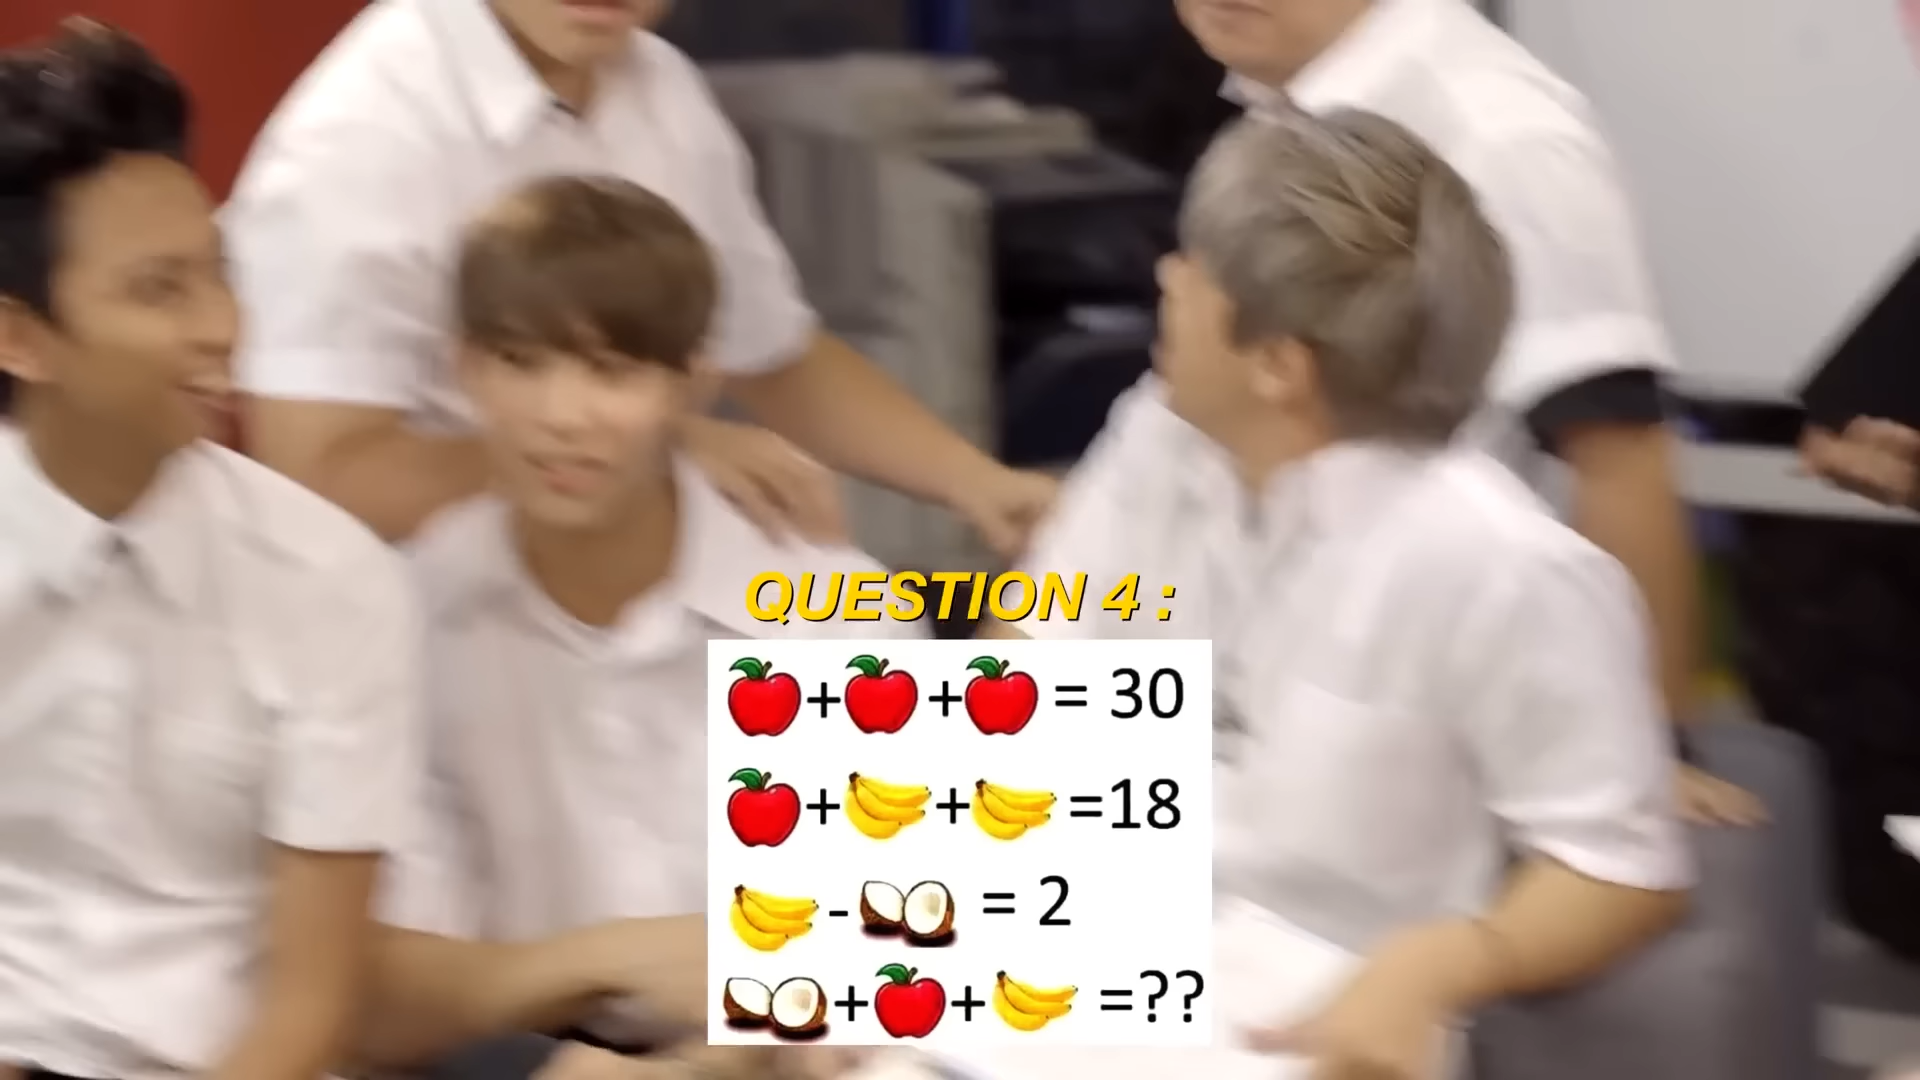 QUESTION 4 :
+ + = 30
+ + =18
- = 2
+ + =??